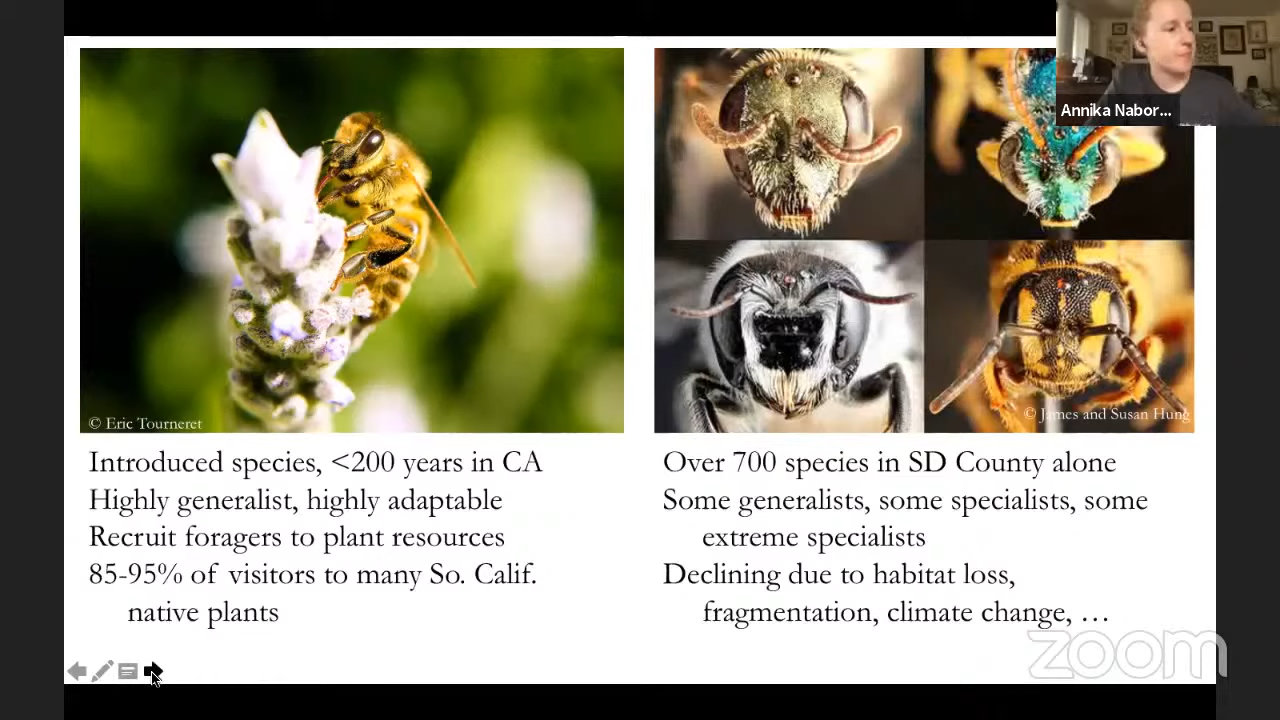 Annika Nabor...
© Eric Tourneret
© James and Susan Hung
Introduced species, <200 years in CA
Highly generalist, highly adaptable
Recruit foragers to plant resources
85-95% of visitors to many So. Calif.
native plants
Over 700 species in SD County alone
Some generalists, some specialists, some
extreme specialists
Declining due to habitat loss,
fragmentation, climate change, …
zoom